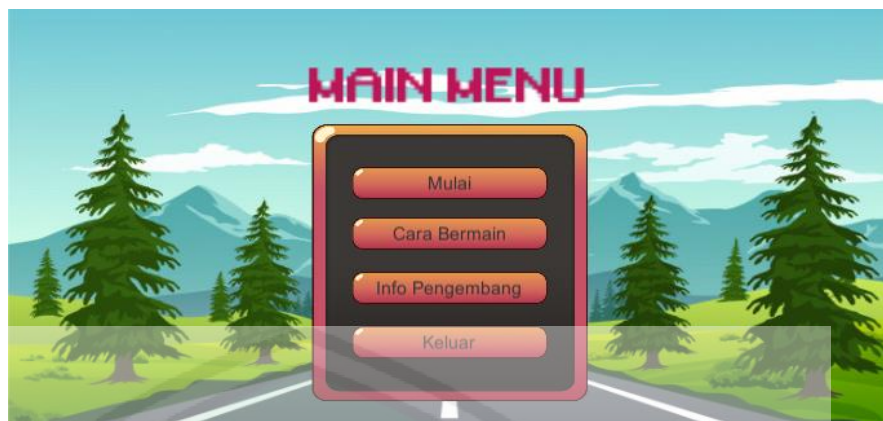 MAIN MENU
Mulai
Cara Bermain
Info Pengembang
Keluar